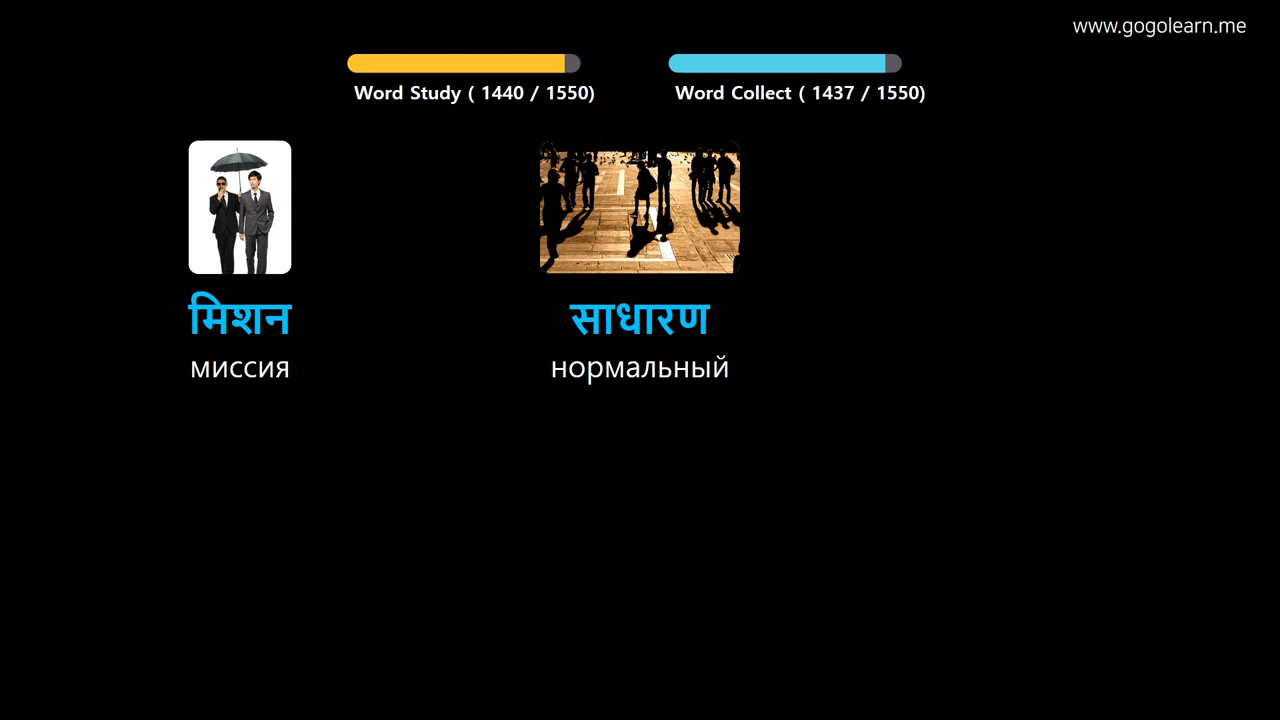 www.gogolearn.me
Word Study ( 1440 / 1550)
Word Collect ( 1437 / 1550)
मिशन
миссия
साधारण
нормальный